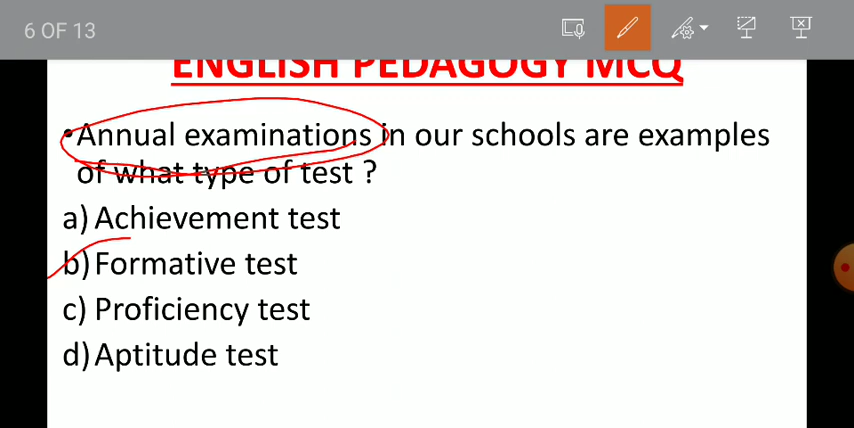 6 OF 13
ENGLISH PEDAGOGY MCQ
•Annual examinations in our schools are examples
of what type of test ?
a) Achievement test
b) Formative test
c) Proficiency test
d) Aptitude test